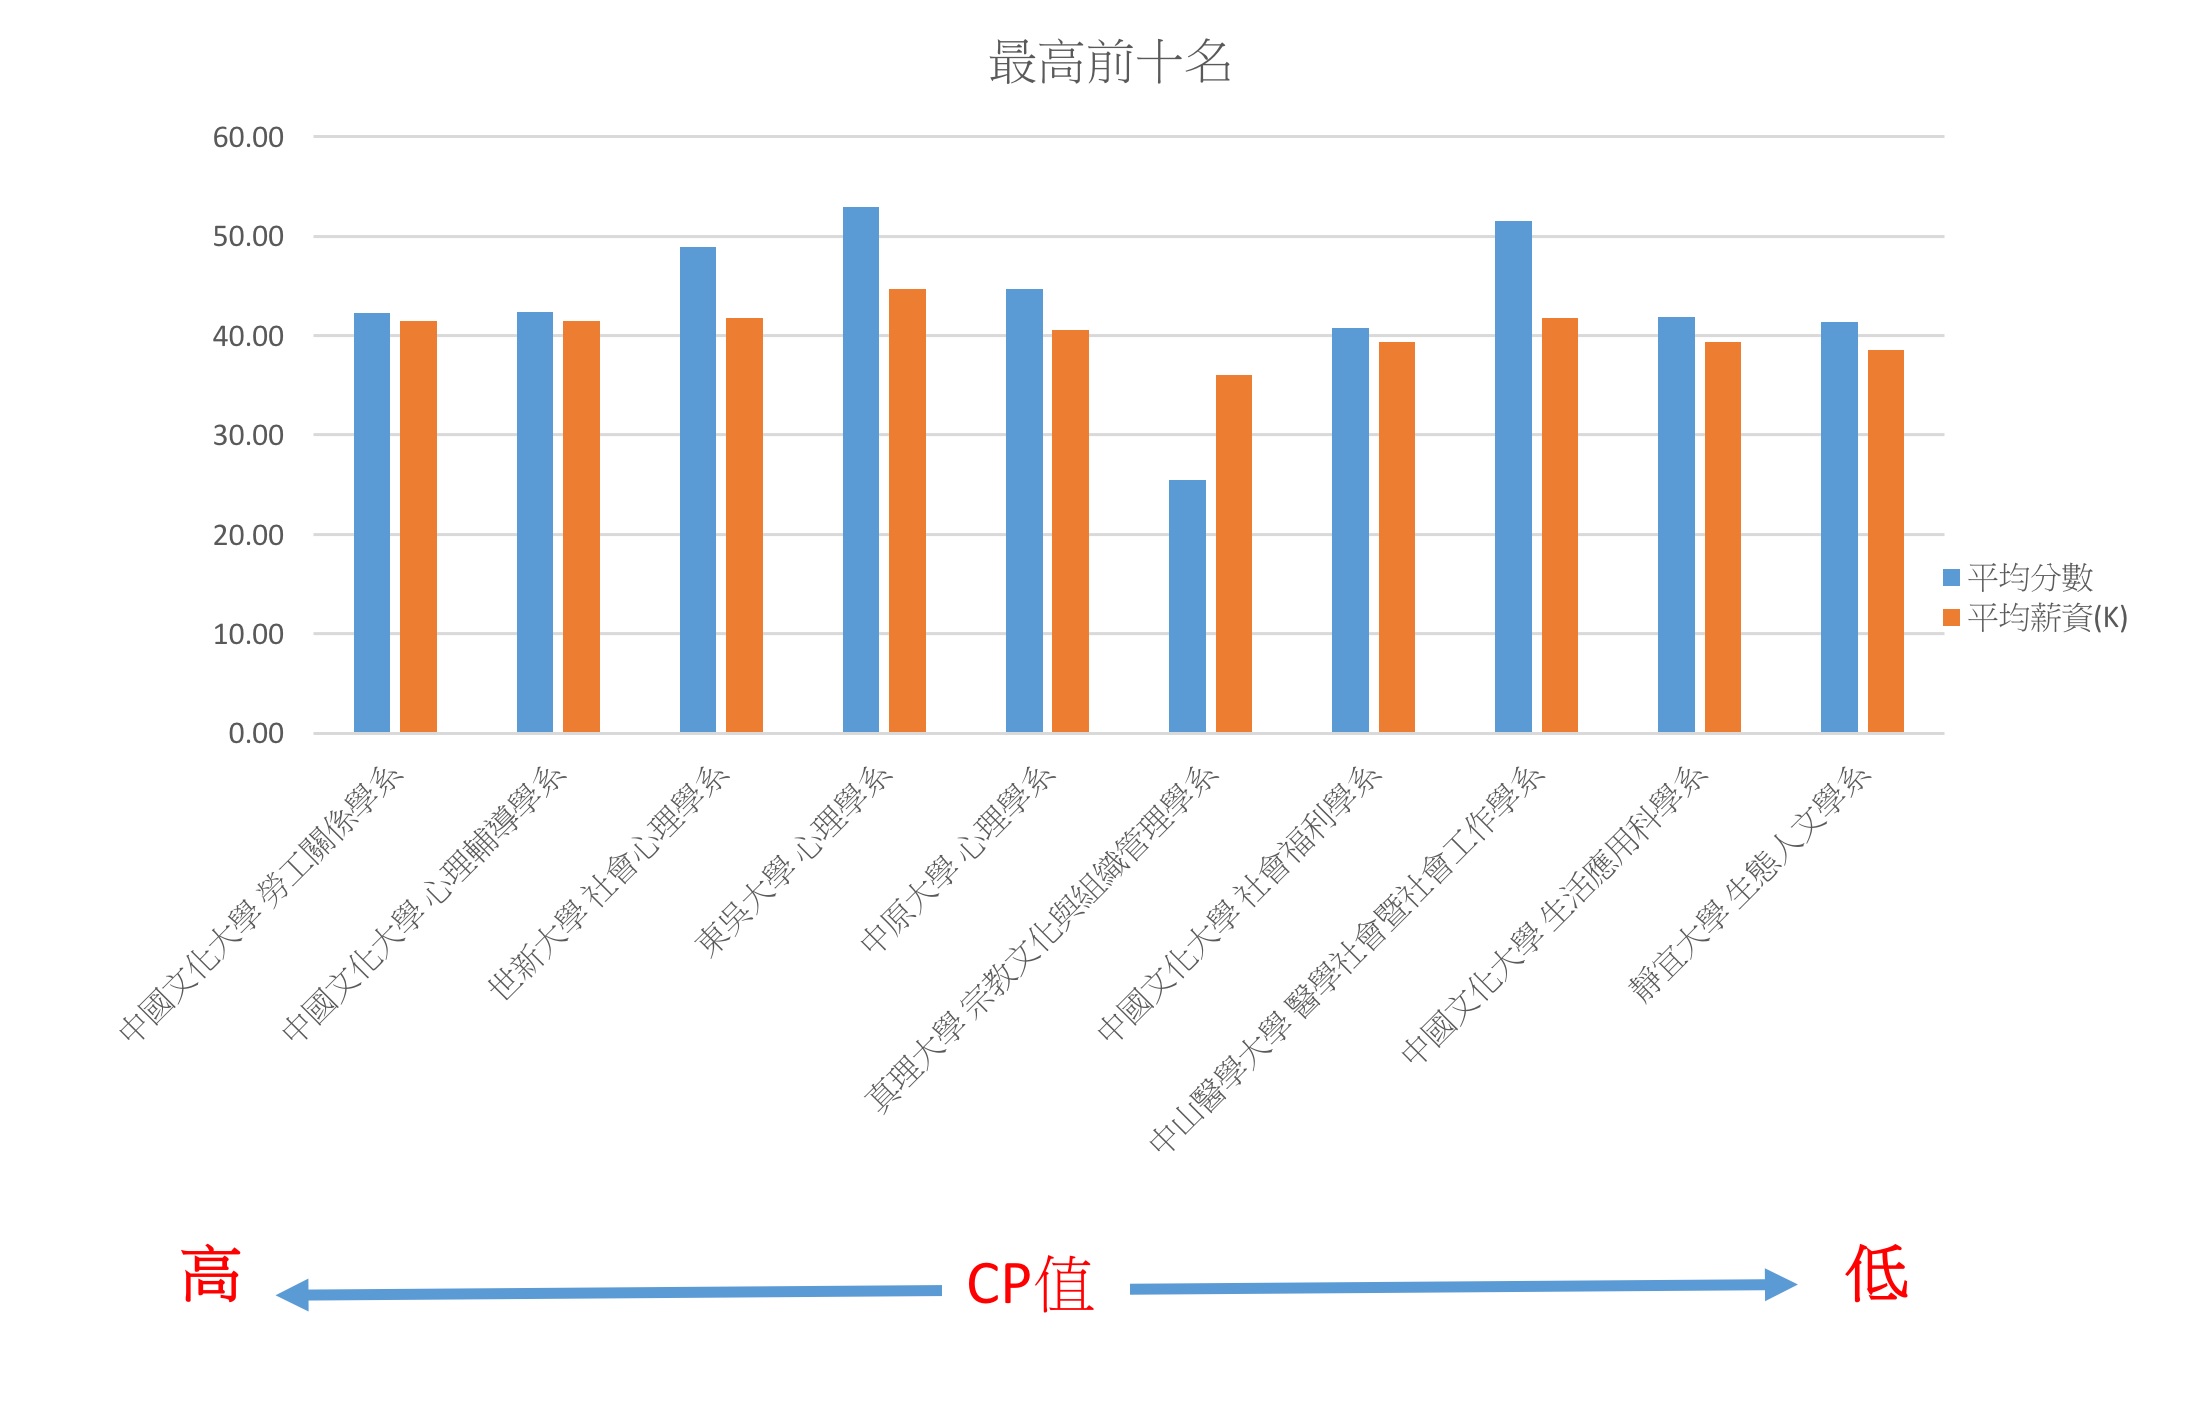 最高前十名
60.00
50.00
40.00
30.00
20.00
10.00
0.00
平均分數
平均薪資(K)
中國文化大學 勞工關係學系
中國文化大學 心理輔導學系
世新大學 社會心理學系
東吳大學 心理學系
中原大學 心理學系
真理大學 宗教文化與組織管理學系
中國文化大學 社會福利學系
中山醫學大學 醫學社會暨社會工作學系
中國文化大學 生活應用科學系
靜宜大學 生態人文學系
高 CP值 低